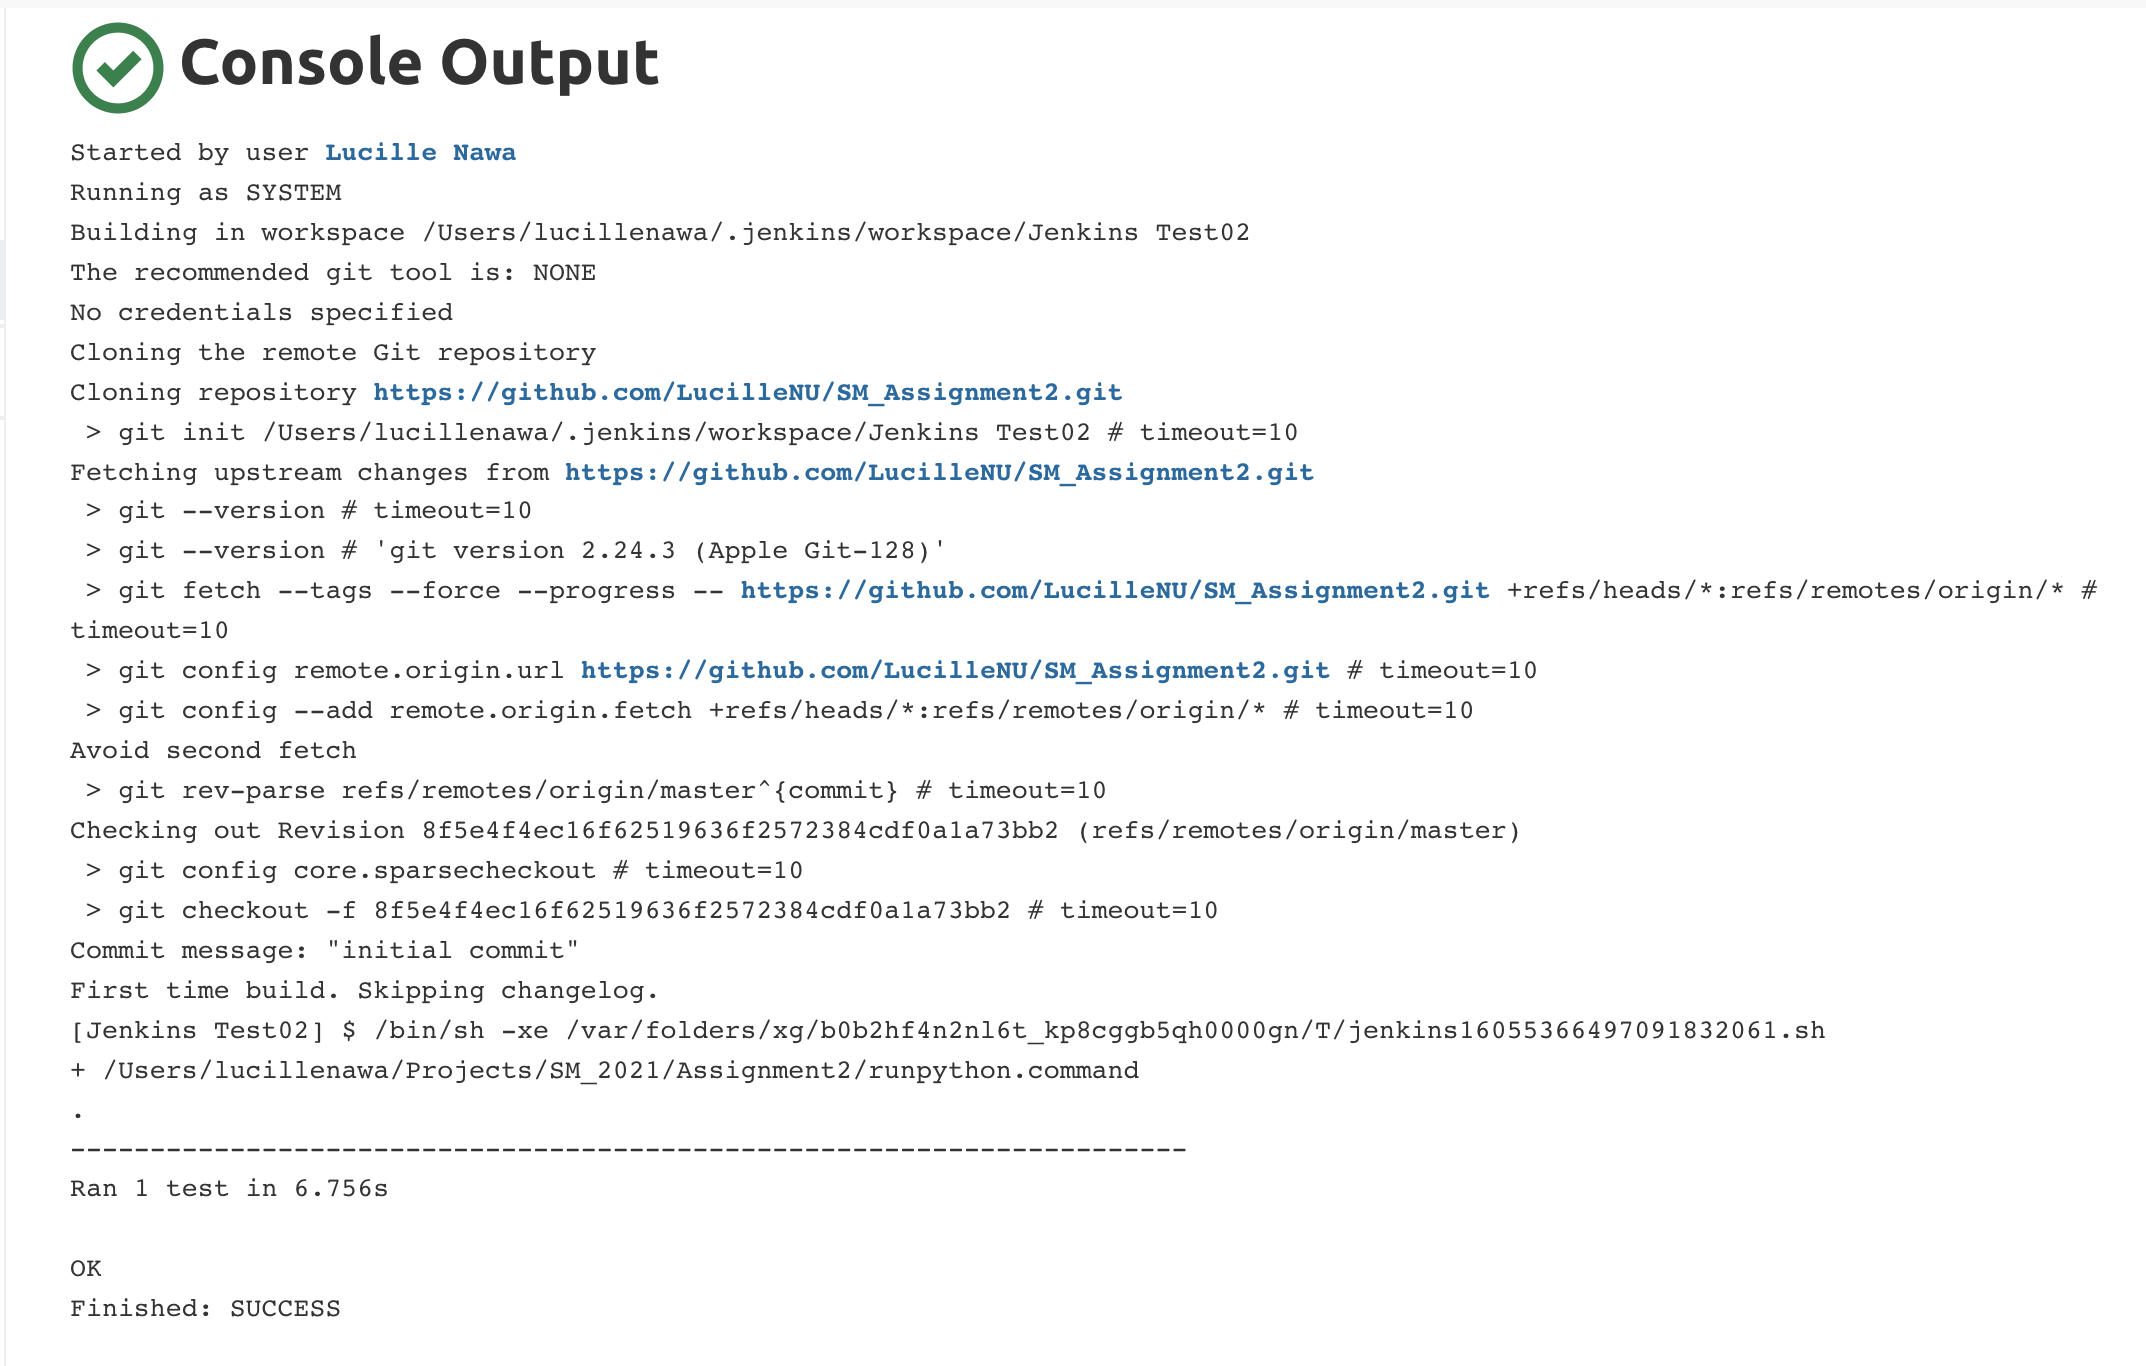 Console Output
Started by user Lucille Nawa
Running as SYSTEM
Building in workspace /Users/lucillenawa/.jenkins/workspace/Jenkins Test02
The recommended git tool is: NONE
No credentials specified
Cloning the remote Git repository
Cloning repository https://github.com/LucilleNU/SM_Assignment2.git
 > git init /Users/lucillenawa/.jenkins/workspace/Jenkins Test02 # timeout=10
Fetching upstream changes from https://github.com/LucilleNU/SM_Assignment2.git
 > git --version # timeout=10
 > git --version # 'git version 2.24.3 (Apple Git-128)'
 > git fetch --tags --force --progress -- https://github.com/LucilleNU/SM_Assignment2.git +refs/heads/*:refs/remotes/origin/* #
timeout=10
 > git config remote.origin.url https://github.com/LucilleNU/SM_Assignment2.git # timeout=10
 > git config --add remote.origin.fetch +refs/heads/*:refs/remotes/origin/* # timeout=10
Avoid second fetch
 > git rev-parse refs/remotes/origin/master^{commit} # timeout=10
Checking out Revision 8f5e4f4ec16f62519636f2572384cdf0a1a73bb2 (refs/remotes/origin/master)
 > git config core.sparsecheckout # timeout=10
 > git checkout -f 8f5e4f4ec16f62519636f2572384cdf0a1a73bb2 # timeout=10
Commit message: "initial commit"
First time build. Skipping changelog.
[Jenkins Test02] $ /bin/sh -xe /var/folders/xg/b0b2hf4n2nl6t_kp8cggb5qh0000gn/T/jenkins16055366497091832061.sh
+ /Users/lucillenawa/Projects/SM_2021/Assignment2/runpython.command
.
----------------------------------------------------------------------
Ran 1 test in 6.756s

OK
Finished: SUCCESS